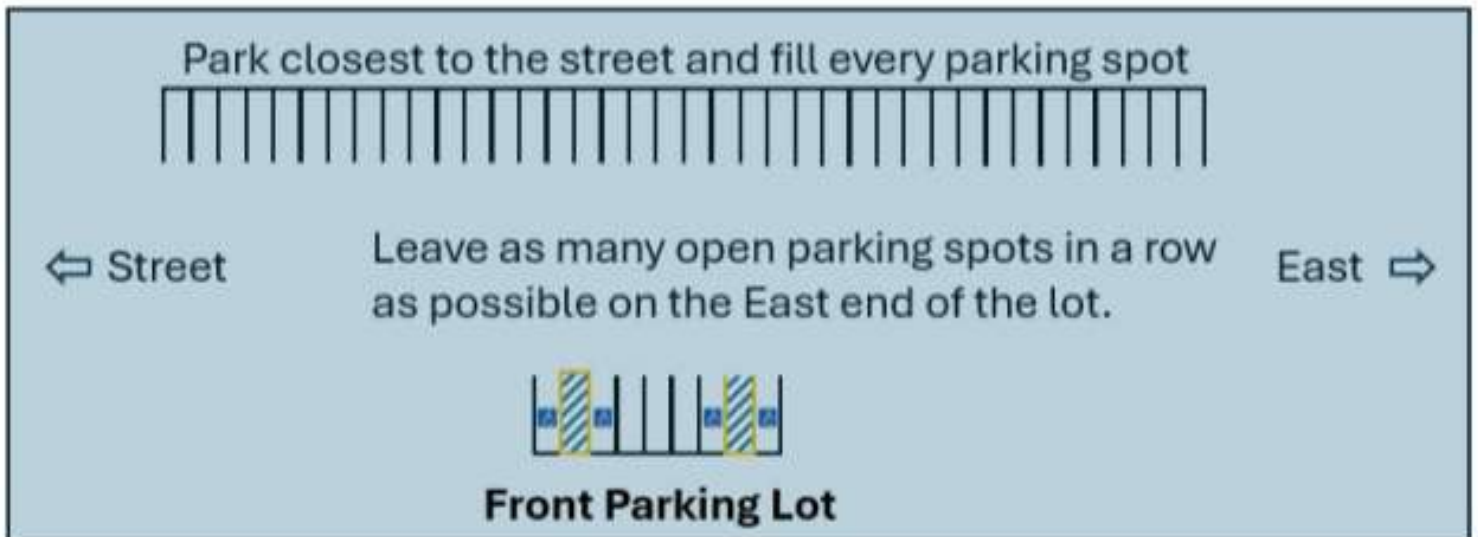 Park closest to the street and fill every parking spot
Street
Leave as many open parking spots in a row
as possible on the East end of the lot.
East
Front Parking Lot